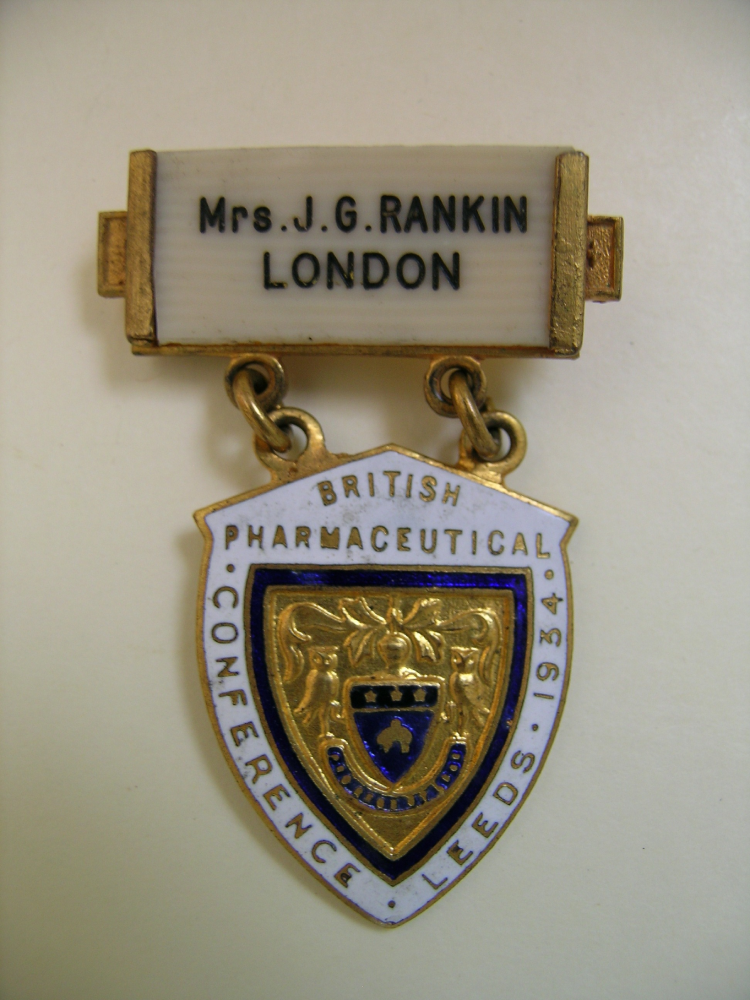 Mrs. J. G. RANKIN
LONDON
BRITISH
PHARMACEUTICAL
· CONFERENCE · LEEDS · 1934 ·